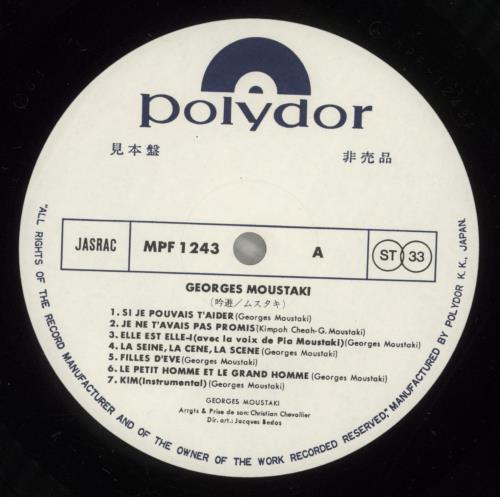 polydor
見本盤 非売品
JASRAC MPF 1243 A ST 33
GEORGES MOUSTAKI
(吟遊/ムスタキ)
1. SI JE POUVAIS T'AIDER (Georges Moustaki)
2. JE NE T'AVAIS PAS PROMIS (Kimpoh Cheah-G. Moustaki)
3. ELLE EST ELLE-I (avec la voix de Pia Moustaki) (Georges Moustaki)
4. LA SEINE, LA CENE, LA SCENE (Georges Moustaki)
5. FILLES D'EVE (Georges Moustaki)
6. LE PETIT HOMME ET LE GRAND HOMME (Georges Moustaki)
7. KIM (Instrumental) (Georges Moustaki)
GEORGES MOUSTAKI
Arrgts & Prise de son: Christian Chevallier
Dir. art.: Jacques Bedos
"ALL RIGHTS OF THE RECORD MANUFACTURER AND OF THE OWNER OF THE WORK RECORDED RESERVED," MANUFACTURED BY POLYDOR K. K., JAPAN.